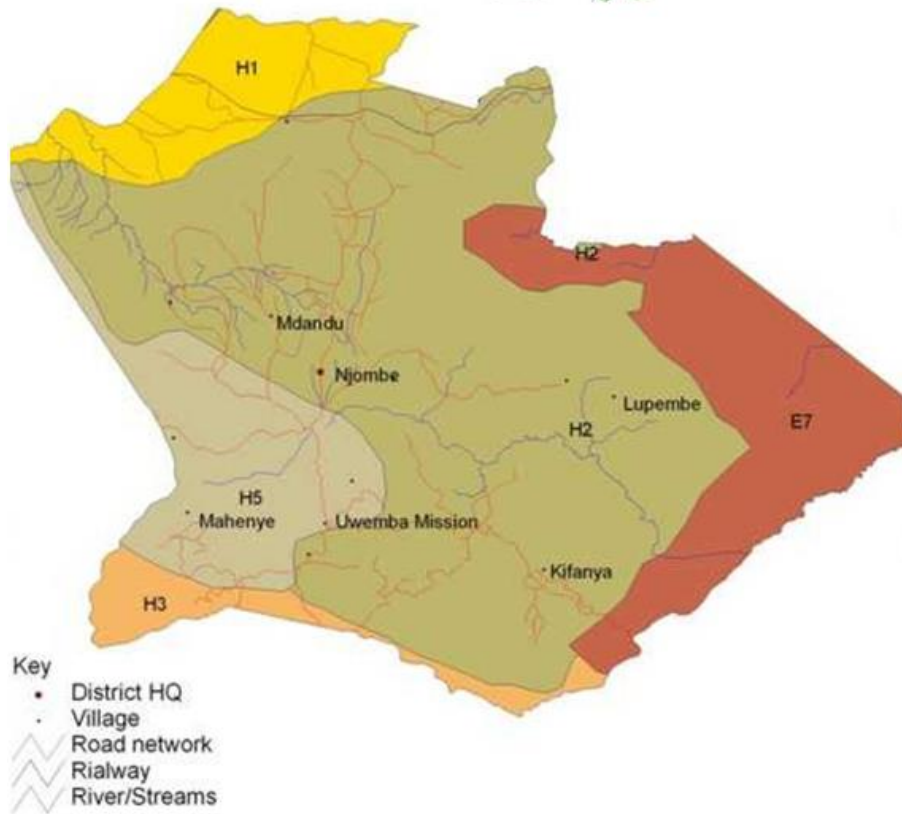 H1
H2
Mdandu
Njombe
Lupembe
E7
H2
H5
Mahenye
Uwemba Mission
Kifanya
H3
Key
District HQ
Village
Road network
Rialway
River/Streams